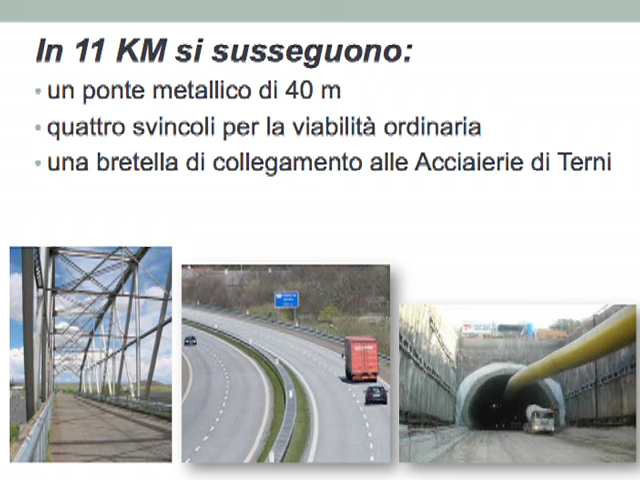 In 11 KM si susseguono:
• un ponte metallico di 40 m
• quattro svincoli per la viabilità ordinaria
• una bretella di collegamento alle Acciaierie di Terni